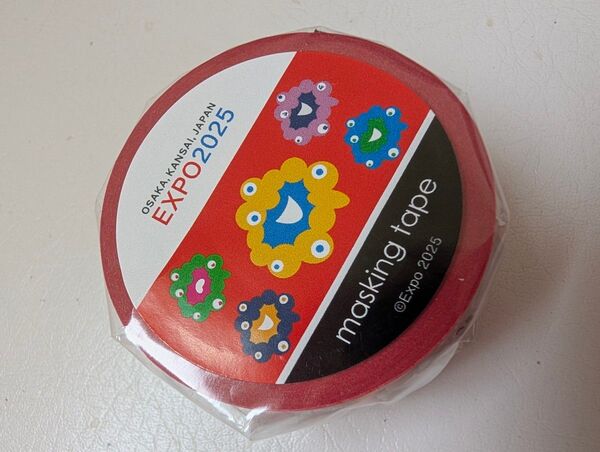 OSAKA, KANSAI, JAPAN
EXPO2025
masking tape
©Expo 2025